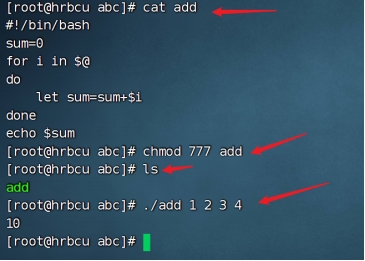 [root@hrbcu abc]# cat add
#!/bin/bash
sum=0
for i in $@
do
    let sum=sum+$i
done
echo $sum
[root@hrbcu abc]# chmod 777 add
[root@hrbcu abc]# ls
add
[root@hrbcu abc]# ./add 1 2 3 4
10
[root@hrbcu abc]#